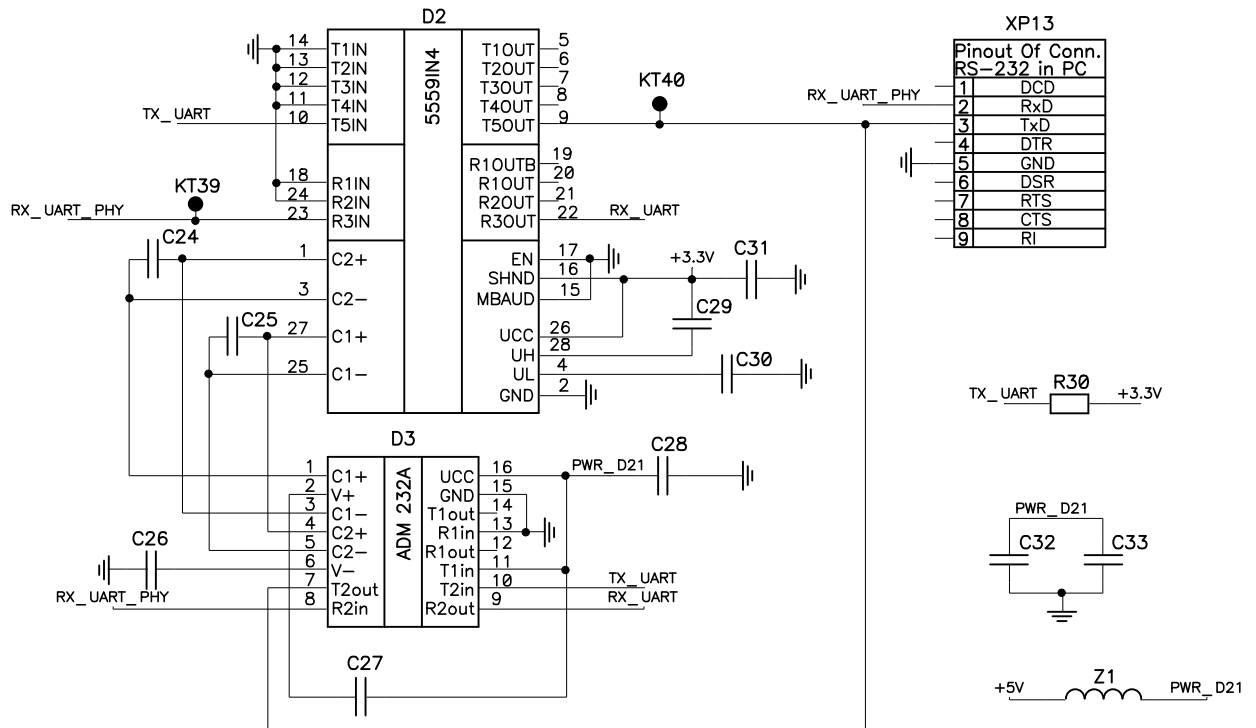 D2
5559IN4
14 T1IN T1OUT 5
13 T2IN T2OUT 6
12 T3IN T3OUT 7
11 T4IN T4OUT 8
TX_UART 10 T5IN T5OUT 9
KT40
R1OUTB 19
18 R1IN R1OUT 20
24 R2IN R2OUT 21
RX_UART_PHY KT39 23 R3IN R3OUT 22 RX_UART
C24 1 C2+ EN 17
SHND 16 +3.3V C31
3 C2- MBAUD 15
C29
C25 27 C1+ UCC 26
UH 28
25 C1- UL 4 C30
GND 2
XP13
Pinout Of Conn.
RS-232 in PC
1 DCD
RX_UART_PHY 2 RxD
3 TxD
4 DTR
5 GND
6 DSR
7 RTS
8 CTS
9 RI
D3
ADM 232A
1 C1+ UCC 16 PWR_D21 C28
2 V+ GND 15
3 C1- T1out 14
4 C2+ R1in 13
5 C2- R1out 12
C26 6 V- T1in 11
7 T2out T2in 10 TX_UART
RX_UART_PHY 8 R2in R2out 9 RX_UART
C27
TX_UART R30 +3.3V
PWR_D21
C32 C33
+5V Z1 PWR_D21